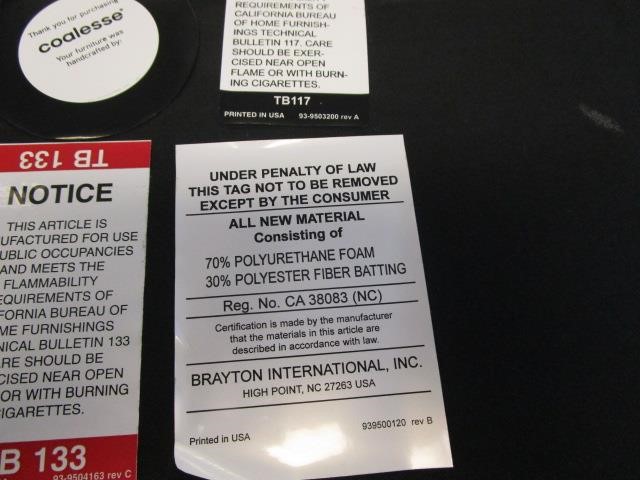 Thank you for purchasing
coalesse
Your furniture was
handcrafted by:
REQUIREMENTS OF
CALIFORNIA BUREAU
OF HOME FURNISH-
INGS TECHNICAL
BULLETIN 117. CARE
SHOULD BE EXER-
CISED NEAR OPEN
FLAME OR WITH BURN-
ING CIGARETTES.
TB117
PRINTED IN USA 93-9503200 rev A
TB 133
NOTICE
THIS ARTICLE IS
UFACTURED FOR USE
UBLIC OCCUPANCIES
AND MEETS THE
FLAMMABILITY
EQUIREMENTS OF
IFORNIA BUREAU OF
ME FURNISHINGS
NICAL BULLETIN 133
ARE SHOULD BE
CISED NEAR OPEN
OR WITH BURNING
IGARETTES.
B 133
93-9504163 rev C
UNDER PENALTY OF LAW
THIS TAG NOT TO BE REMOVED
EXCEPT BY THE CONSUMER
ALL NEW MATERIAL
Consisting of
70% POLYURETHANE FOAM
30% POLYESTER FIBER BATTING
Reg. No. CA 38083 (NC)
Certification is made by the manufacturer
that the materials in this article are
described in accordance with law.
BRAYTON INTERNATIONAL, INC.
HIGH POINT, NC 27263 USA
Printed in USA 939500120 rev B